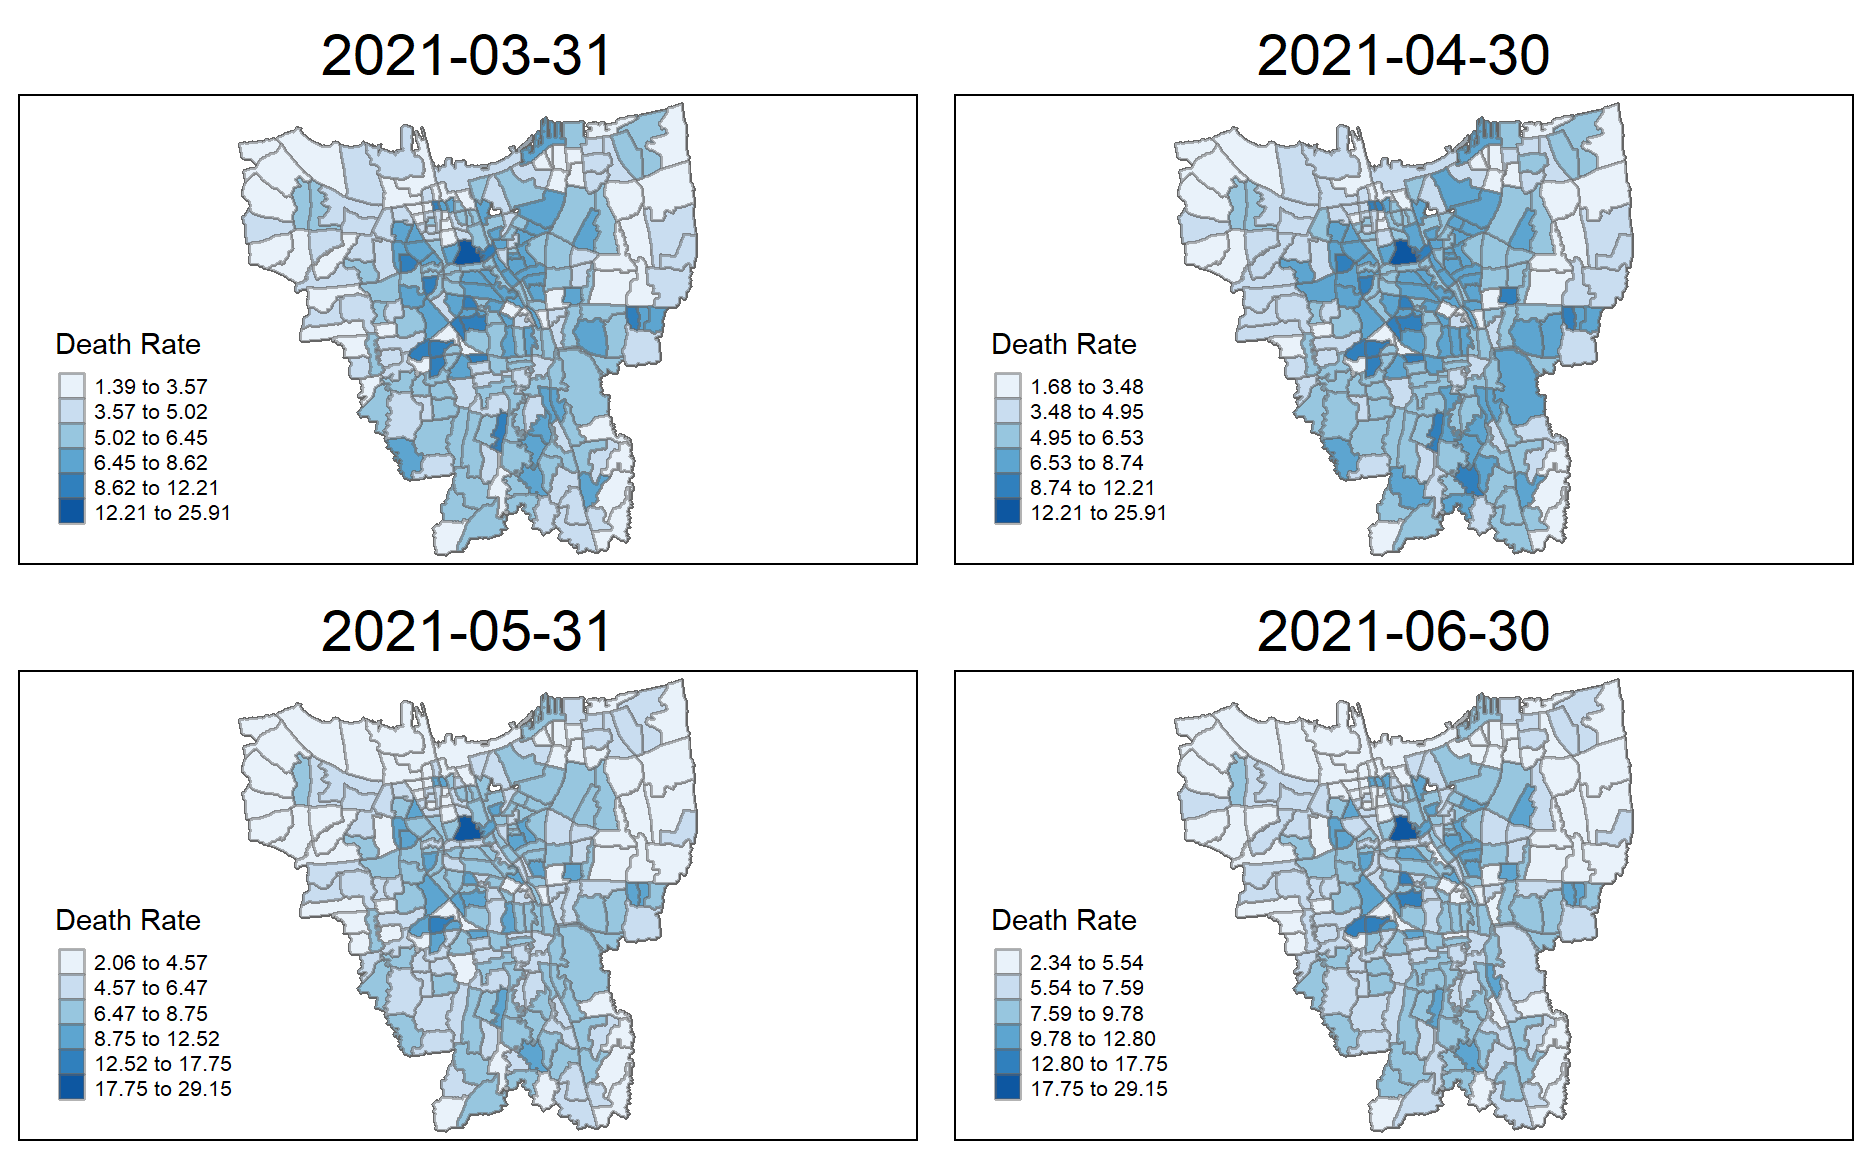 2021-03-31
Death Rate
1.39 to 3.57
3.57 to 5.02
5.02 to 6.45
6.45 to 8.62
8.62 to 12.21
12.21 to 25.91
2021-04-30
Death Rate
1.68 to 3.48
3.48 to 4.95
4.95 to 6.53
6.53 to 8.74
8.74 to 12.21
12.21 to 25.91
2021-05-31
Death Rate
2.06 to 4.57
4.57 to 6.47
6.47 to 8.75
8.75 to 12.52
12.52 to 17.75
17.75 to 29.15
2021-06-30
Death Rate
2.34 to 5.54
5.54 to 7.59
7.59 to 9.78
9.78 to 12.80
12.80 to 17.75
17.75 to 29.15